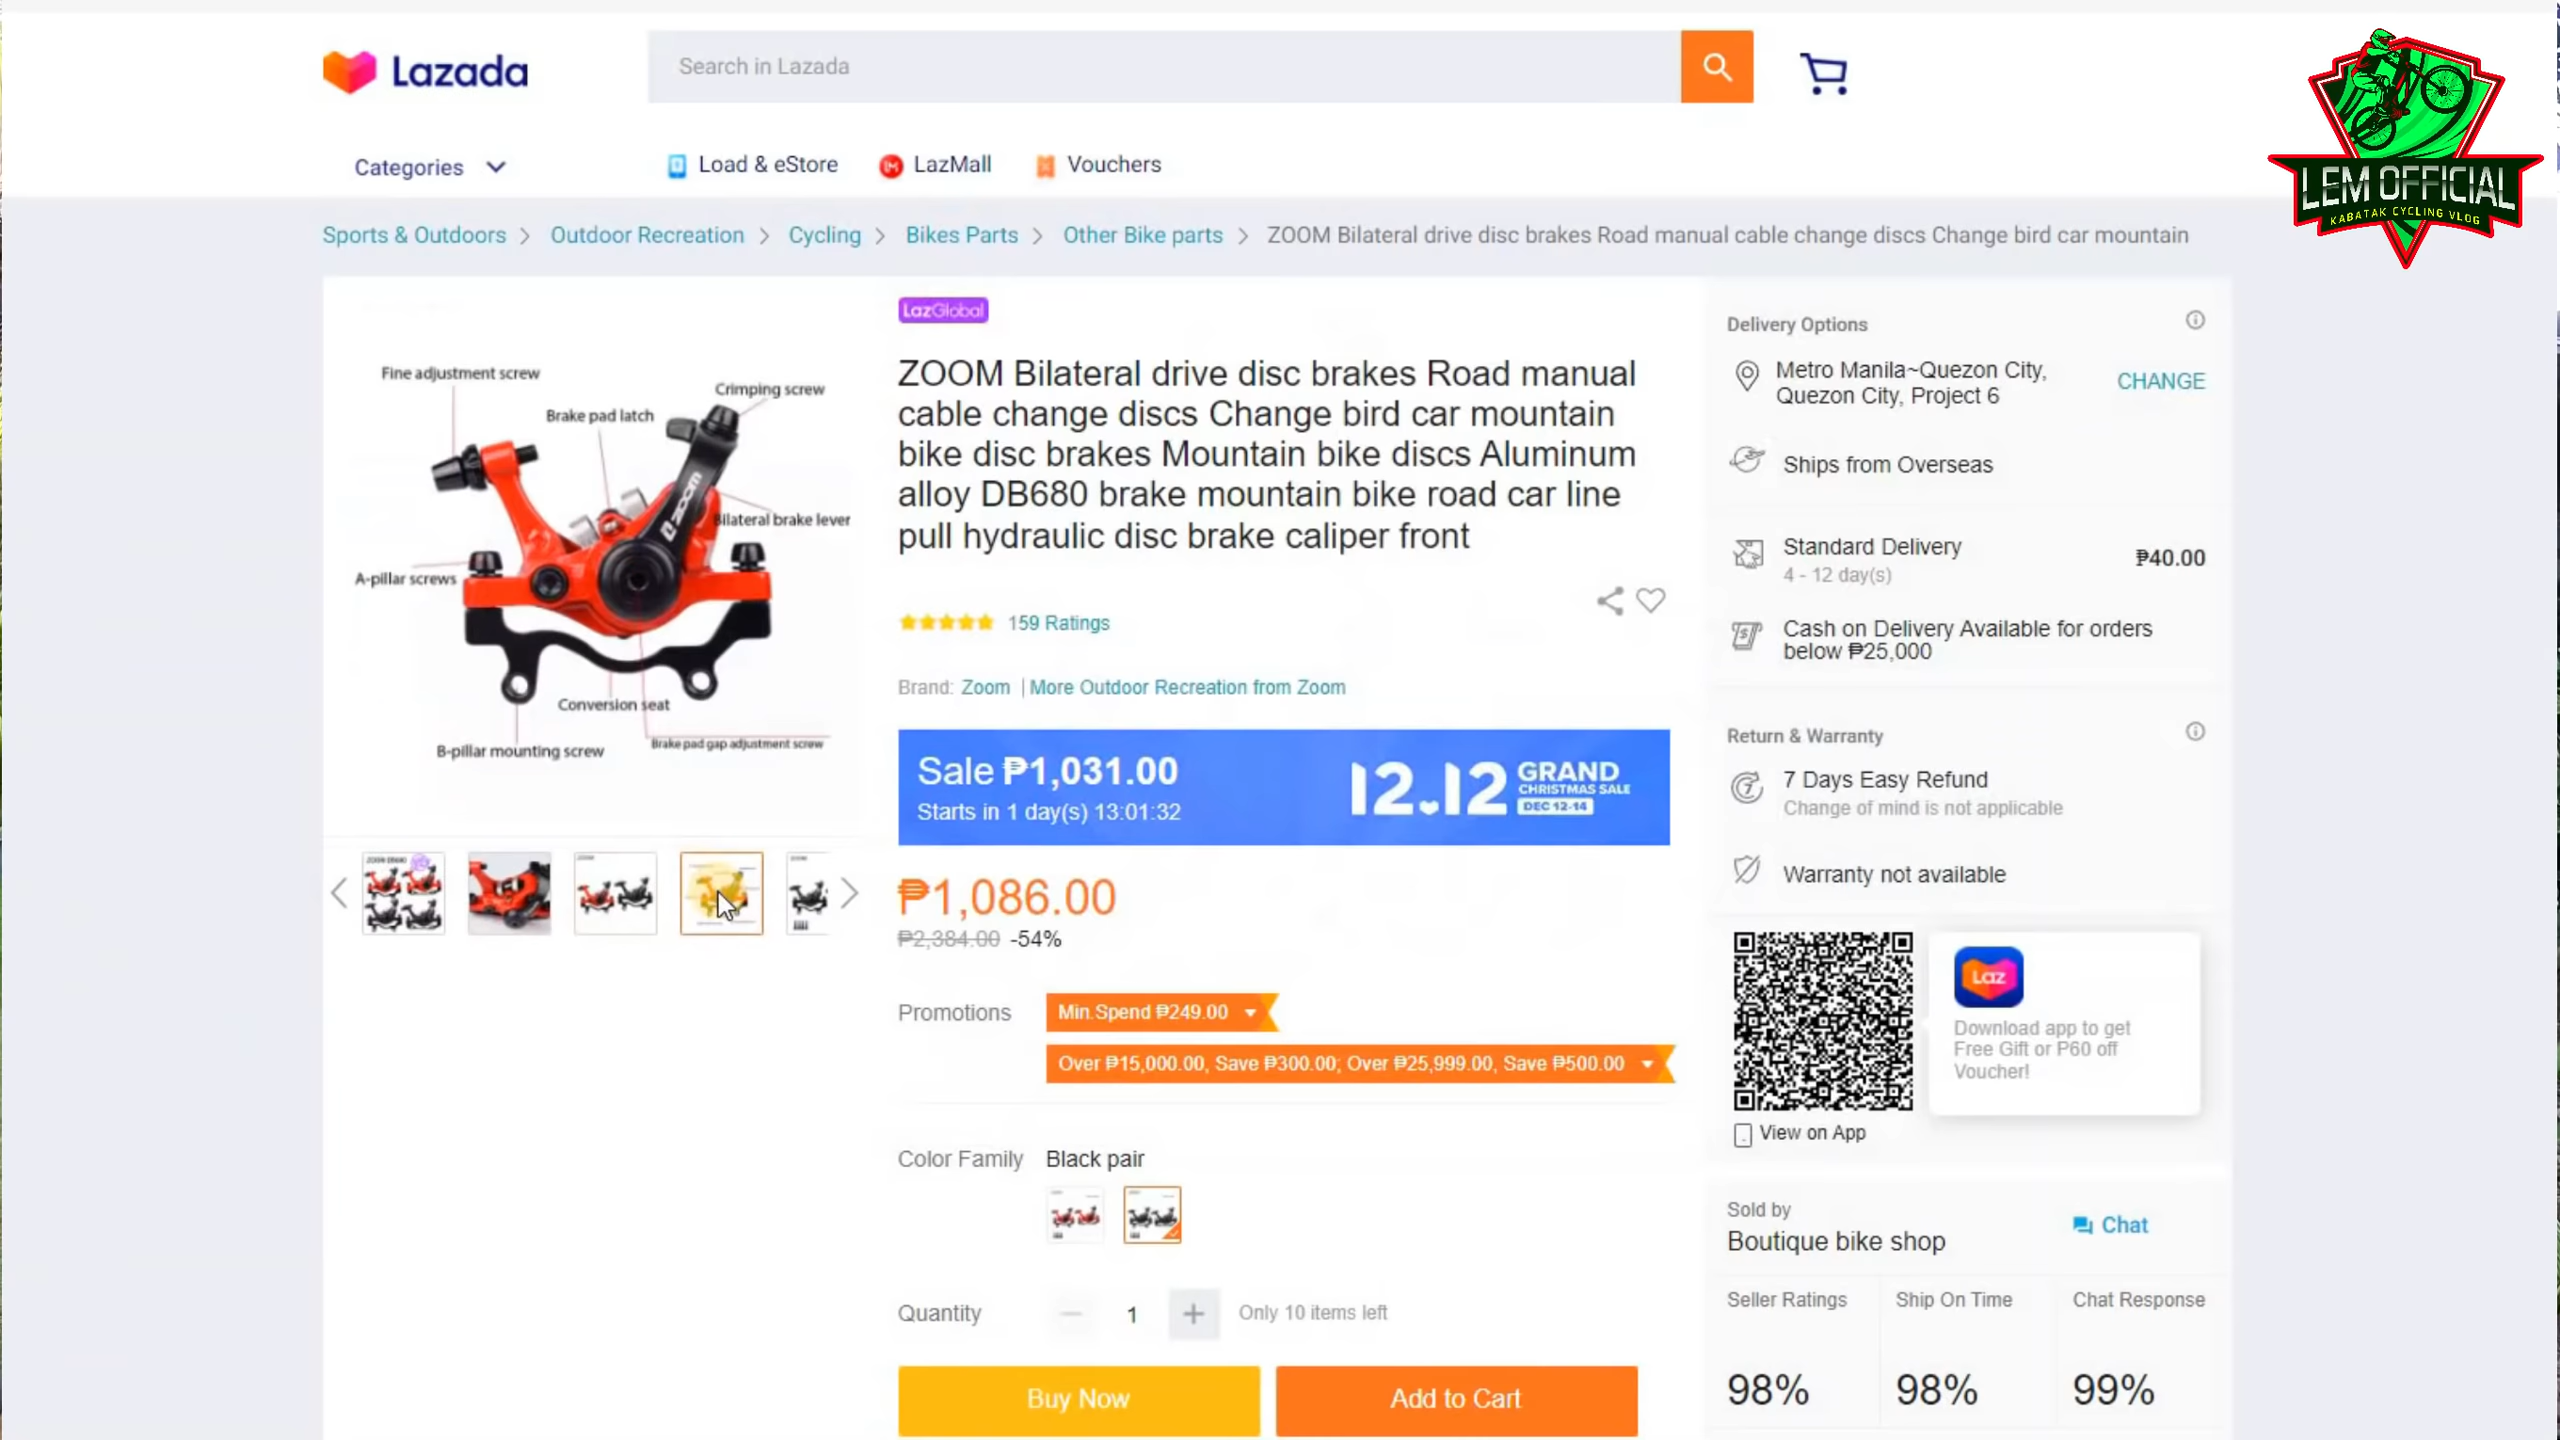 Lazada
Search in Lazada
Categories
Load & eStore
LazMall
Vouchers
LEM OFFICIAL
KABATAK CYCLING VLOG
Sports & Outdoors > Outdoor Recreation > Cycling > Bikes Parts > Other Bike parts > ZOOM Bilateral drive disc brakes Road manual cable change discs Change bird car mountain
Fine adjustment screw
Crimping screw
Brake pad latch
ZOOM
Bilateral brake lever
A-pillar screws
Conversion seat
B-pillar mounting screw
Brake pad gap adjustment screw
LazGlobal
ZOOM Bilateral drive disc brakes Road manual
cable change discs Change bird car mountain
bike disc brakes Mountain bike discs Aluminum
alloy DB680 brake mountain bike road car line
pull hydraulic disc brake caliper front
159 Ratings
Brand: Zoom | More Outdoor Recreation from Zoom
Sale ₱1,031.00
Starts in 1 day(s) 13:01:32
12.12
GRAND
CHRISTMAS SALE
DEC 12-14
₱1,086.00
₱2,384.00 -54%
Promotions
Min.Spend ₱249.00
Over ₱15,000.00, Save ₱300.00; Over ₱25,999.00, Save ₱500.00
Color Family Black pair
Quantity
1
Only 10 items left
Buy Now
Add to Cart
Delivery Options
Metro Manila~Quezon City,
Quezon City, Project 6
CHANGE
Ships from Overseas
Standard Delivery
₱40.00
4 - 12 day(s)
Cash on Delivery Available for orders
below ₱25,000
Return & Warranty
7 Days Easy Refund
Change of mind is not applicable
Warranty not available
Laz
Download app to get
Free Gift or P60 off
Voucher!
View on App
Sold by
Boutique bike shop
Chat
Seller Ratings
Ship On Time
Chat Response
98%
98%
99%